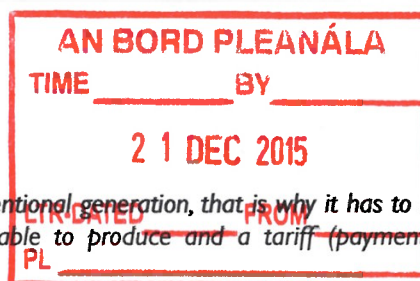 AN BORD PLEANÁLA
TIME BY
21 DEC 2015
LTR-DATED FROM
entional generation, that is why it has to
able to produce and a tariff (paymen
PL